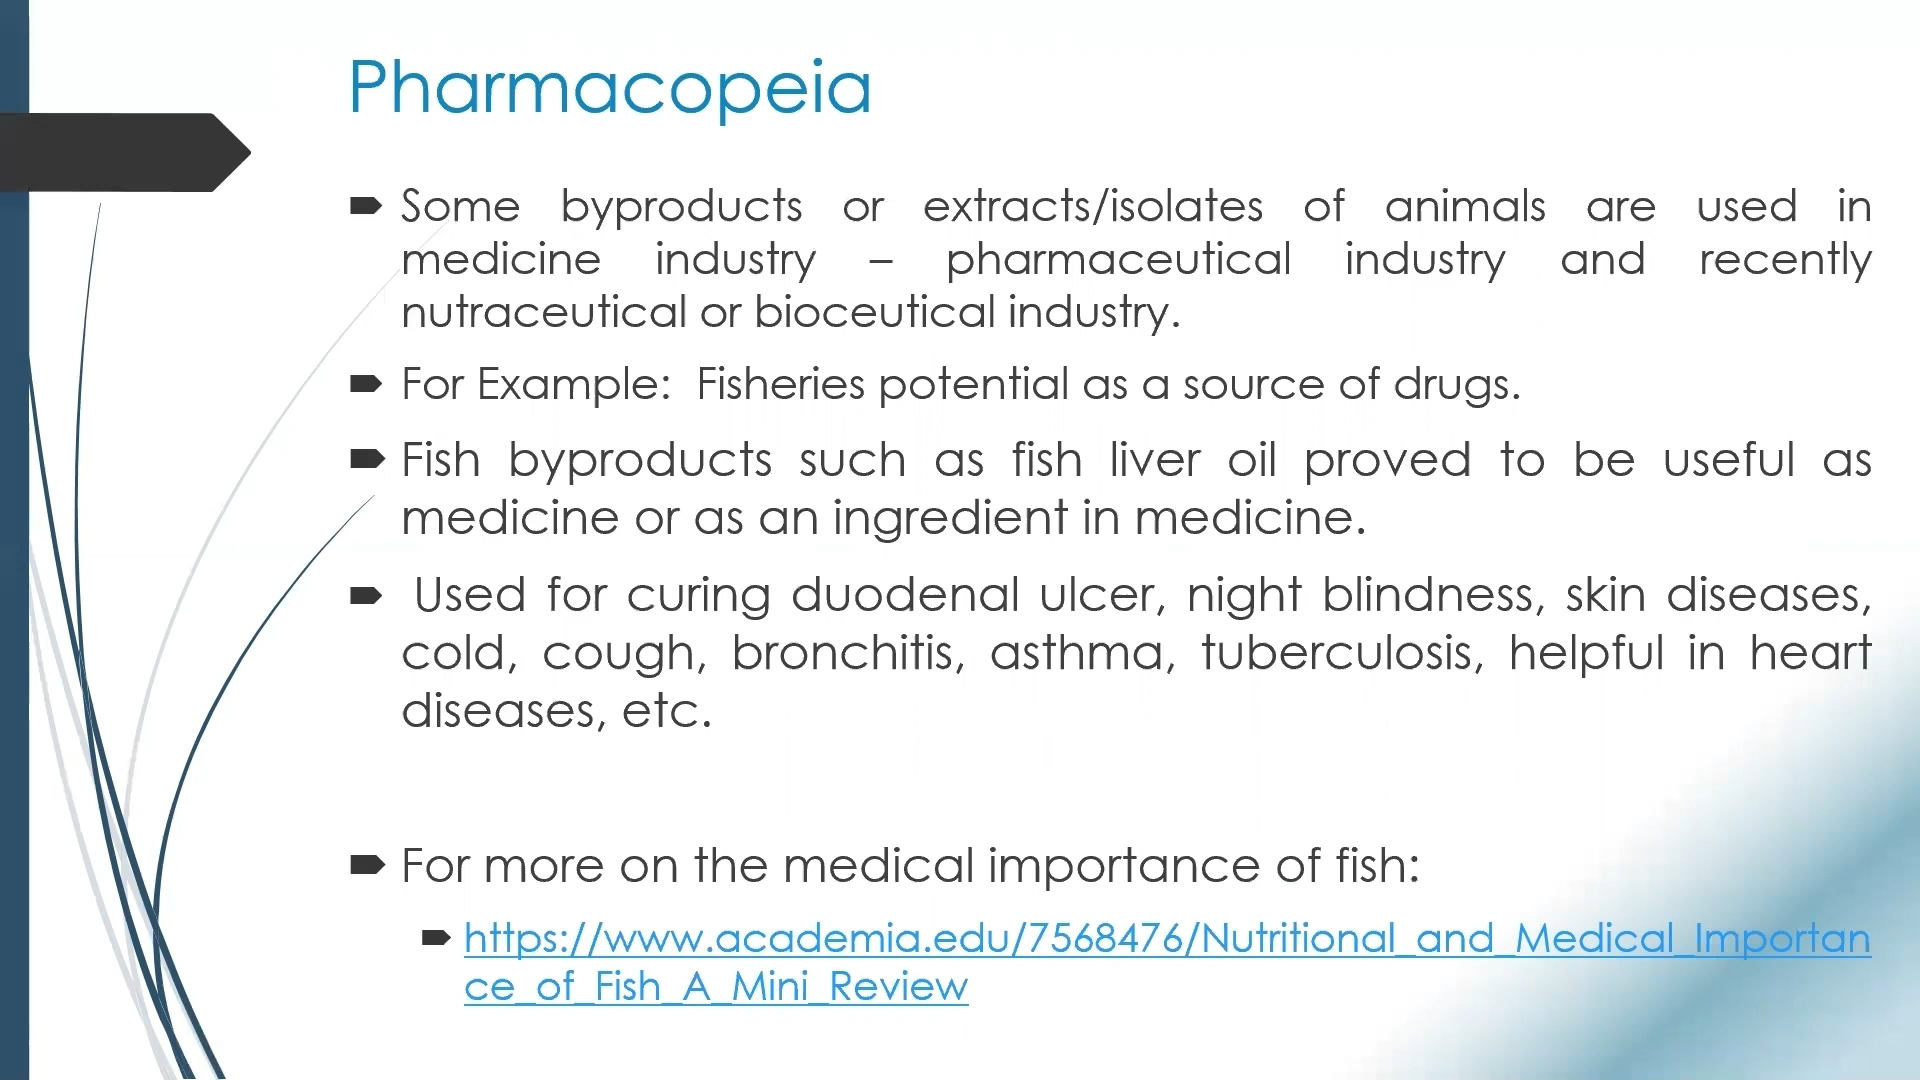 Pharmacopeia
Some byproducts or extracts/isolates of animals are used in
medicine industry – pharmaceutical industry and recently
nutraceutical or bioceutical industry.
For Example: Fisheries potential as a source of drugs.
Fish byproducts such as fish liver oil proved to be useful as
medicine or as an ingredient in medicine.
Used for curing duodenal ulcer, night blindness, skin diseases,
cold, cough, bronchitis, asthma, tuberculosis, helpful in heart
diseases, etc.
For more on the medical importance of fish:
https://www.academia.edu/7568476/Nutritional_and_Medical_Importan
ce_of_Fish_A_Mini_Review